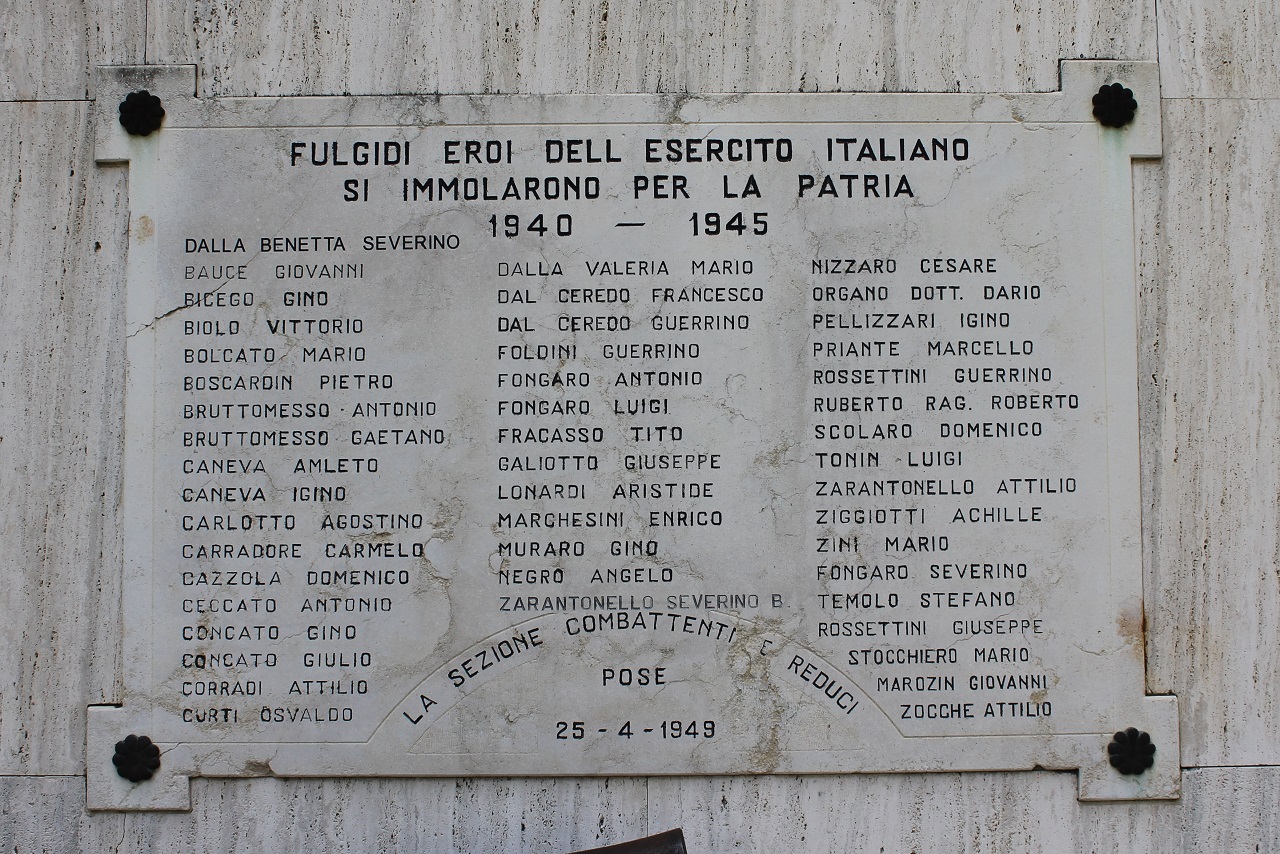 FULGIDI EROI DELL ESERCITO ITALIANO
SI IMMOLARONO PER LA PATRIA
1940 — 1945
DALLA BENETTA SEVERINO
BAUCE GIOVANNI
BICEGO GINO
BIOLO VITTORIO
BOLCATO MARIO
BOSCARDIN PIETRO
BRUTTOMESSO ANTONIO
BRUTTOMESSO GAETANO
CANEVA AMLETO
CANEVA IGINO
CARLOTTO AGOSTINO
CARRADORE CARMELO
CAZZOLA DOMENICO
CECCATO ANTONIO
CONCATO GINO
CONCATO GIULIO
CORRADI ATTILIO
CURTI OSVALDO
DALLA VALERIA MARIO
DAL CEREDO FRANCESCO
DAL CEREDO GUERRINO
FOLDINI GUERRINO
FONGARO ANTONIO
FONGARO LUIGI
FRACASSO TITO
GALIOTTO GIUSEPPE
LONARDI ARISTIDE
MARCHESINI ENRICO
MURARO GINO
NEGRO ANGELO
ZARANTONELLO SEVERINO B.
NIZZARO CESARE
ORGANO DOTT. DARIO
PELLIZZARI IGINO
PRIANTE MARCELLO
ROSSETTINI GUERRINO
RUBERTO RAG. ROBERTO
SCOLARO DOMENICO
TONIN LUIGI
ZARANTONELLO ATTILIO
ZIGGIOTTI ACHILLE
ZINI MARIO
FONGARO SEVERINO
TEMOLO STEFANO
ROSSETTINI GIUSEPPE
STOCCHIERO MARIO
MAROZIN GIOVANNI
ZOCCHE ATTILIO
LA SEZIONE COMBATTENTI E REDUCI
POSE
25 - 4 - 1949